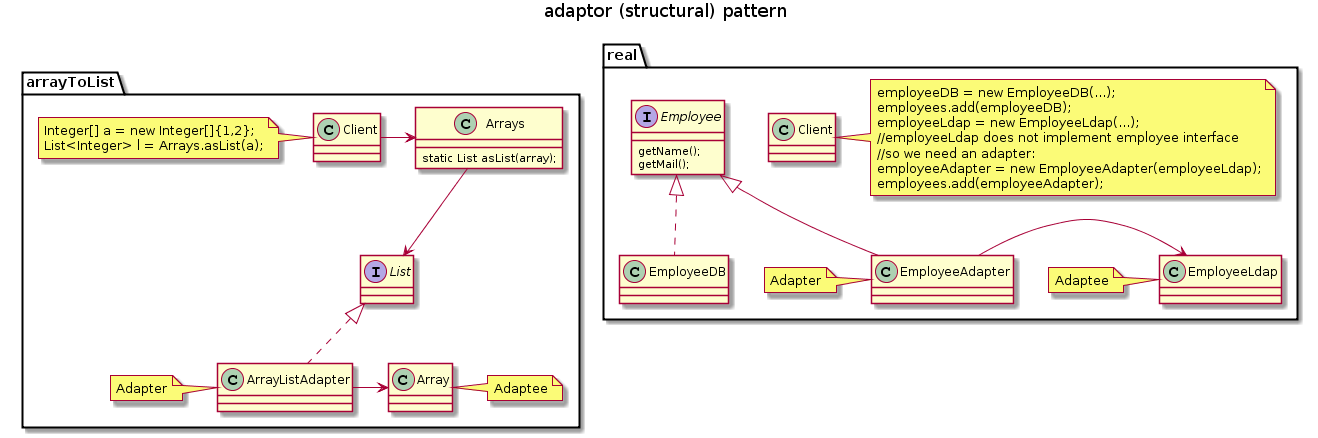 adaptor (structural) pattern
arrayToList
Integer[] a = new Integer[]{1,2};
List<Integer> l = Arrays.asList(a);
C Client
C Arrays
static List asList(array);
I List
Adapter
C ArrayListAdapter
C Array
Adaptee
real
I Employee
getName();
getMail();
C Client
employeeDB = new EmployeeDB(...);
employees.add(employeeDB);
employeeLdap = new EmployeeLdap(...);
//employeeLdap does not implement employee interface
//so we need an adapter:
employeeAdapter = new EmployeeAdapter(employeeLdap);
employees.add(employeeAdapter);
C EmployeeDB
Adapter
C EmployeeAdapter
Adaptee
C EmployeeLdap